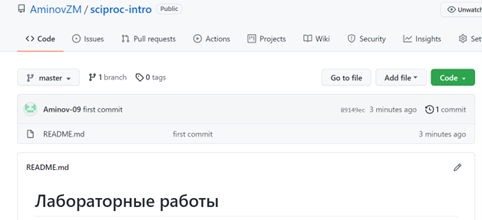 AminovZM / sciproc-intro Public Unwatch
Code Issues Pull requests Actions Projects Wiki Security Insights Set
master 1 branch 0 tags Go to file Add file Code
Aminov-09 first commit 89149ec 3 minutes ago 1 commit
README.md first commit 3 minutes ago
README.md
Лабораторные работы